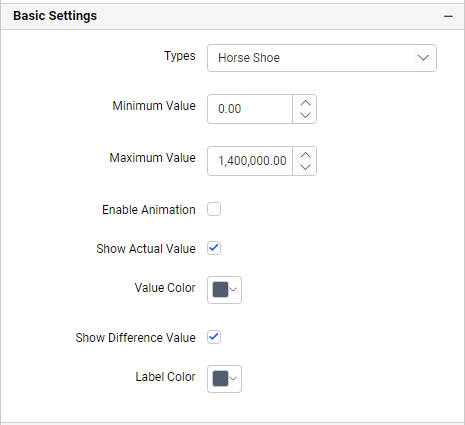 Basic Settings
Types Horse Shoe
Minimum Value 0.00
Maximum Value 1,400,000.00
Enable Animation
Show Actual Value
Value Color
Show Difference Value
Label Color